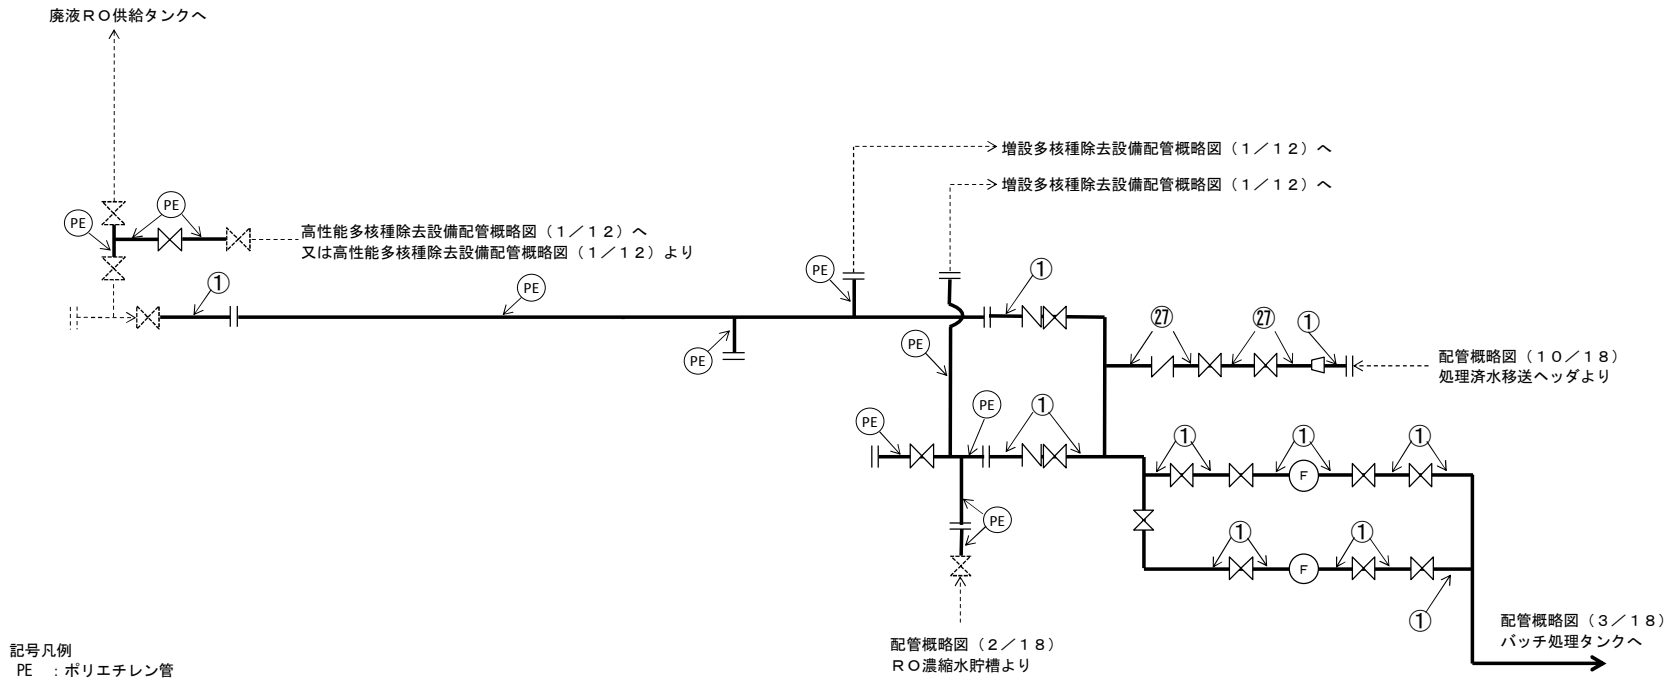 廃液ＲＯ供給タンクへ
増設多核種除去設備配管概略図（１／１２）へ
増設多核種除去設備配管概略図（１／１２）へ
PE
PE
高性能多核種除去設備配管概略図（１／１２）へ
又は高性能多核種除去設備配管概略図（１／１２）より
①
PE
PE
①
PE
PE
㉗
㉗
①
配管概略図（１０／１８）
処理済水移送ヘッダより
PE
PE
①
①
①
①
F
PE
①
①
F
①
配管概略図（２／１８）
ＲＯ濃縮水貯槽より
配管概略図（３／１８）
バッチ処理タンクへ
記号凡例
PE ：ポリエチレン管